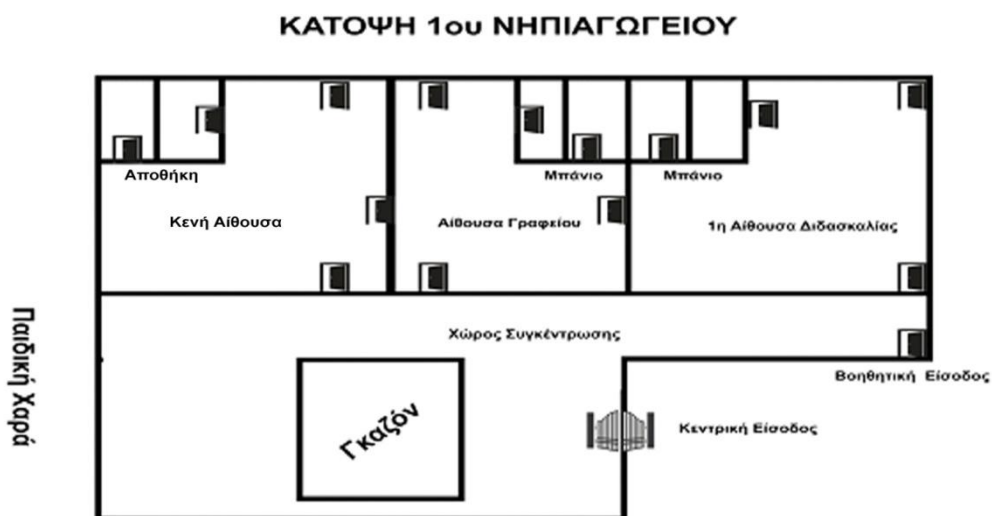 ΚΑΤΟΨΗ 1ου ΝΗΠΙΑΓΩΓΕΙΟΥ
Αποθήκη
Μπάνιο
Μπάνιο
Κενή Αίθουσα
Αίθουσα Γραφείου
1η Αίθουσα Διδασκαλίας
Χώρος Συγκέντρωσης
Βοηθητική Είσοδος
Παιδική Χαρά
Γκαζόν
Κεντρική Είσοδος